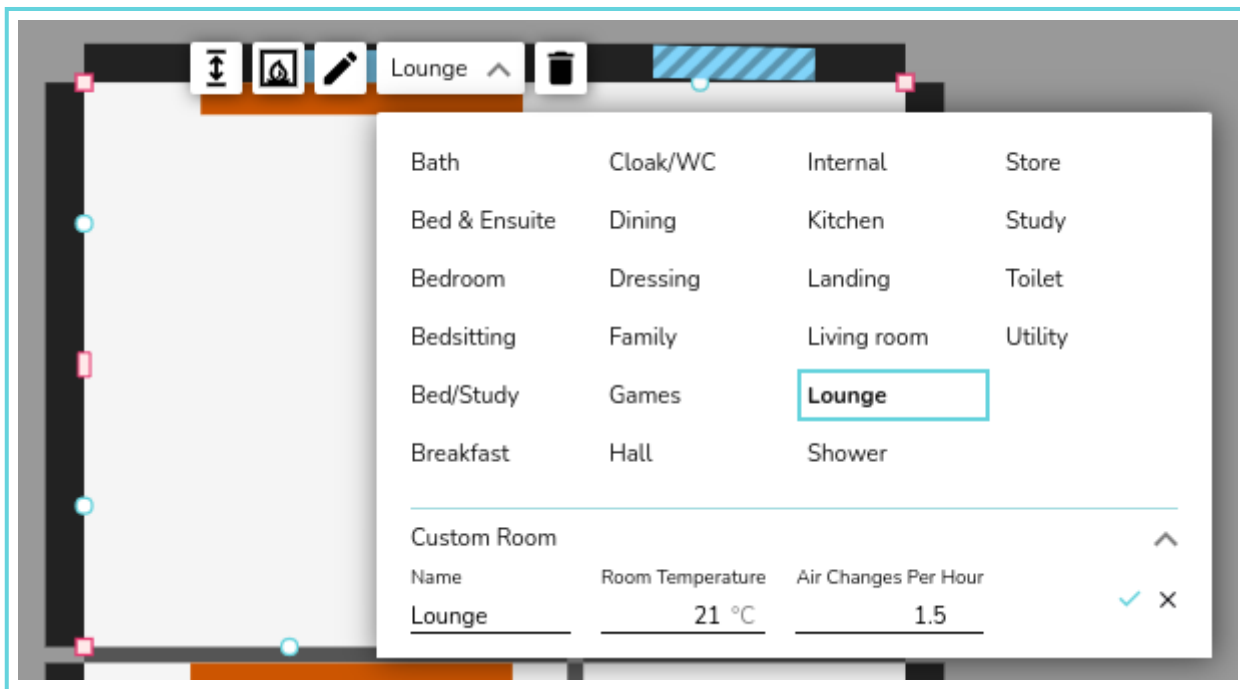 Lounge
Bath Cloak/WC Internal Store
Bed & Ensuite Dining Kitchen Study
Bedroom Dressing Landing Toilet
Bedsitting Family Living room Utility
Bed/Study Games Lounge
Breakfast Hall Shower
Custom Room
Name Room Temperature Air Changes Per Hour
Lounge 21 °C 1.5